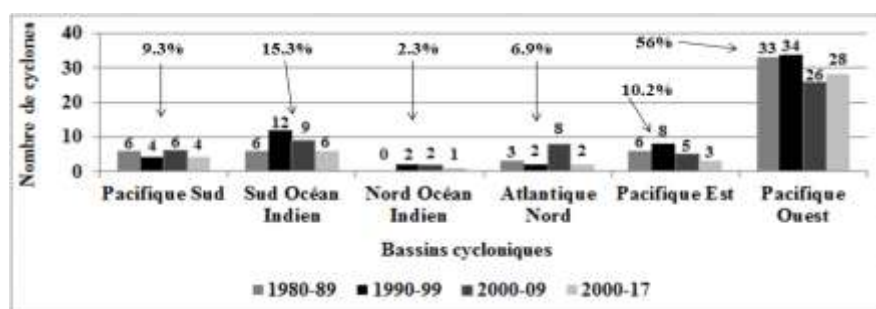 Nombre de cyclones
40
30
20
10
0
9.3%
15.3%
2.3%
6.9%
56%
10.2%
6 4 6 4
6 12 9 6
0 2 2 1
3 2 8 2
6 8 5 3
33 34 26 28
Pacifique Sud
Sud Océan Indien
Nord Océan Indien
Atlantique Nord
Pacifique Est
Pacifique Ouest
Bassins cycloniques
1980-89 1990-99 2000-09 2000-17